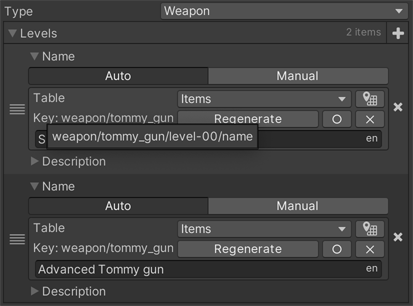 Type Weapon
Levels 2 items
Name
Auto Manual
Table Items
Key: weapon/tommy_gun Regenerate
weapon/tommy_gun/level-00/name
S en
Description
Name
Auto Manual
Table Items
Key: weapon/tommy_gun Regenerate
Advanced Tommy gun en
Description